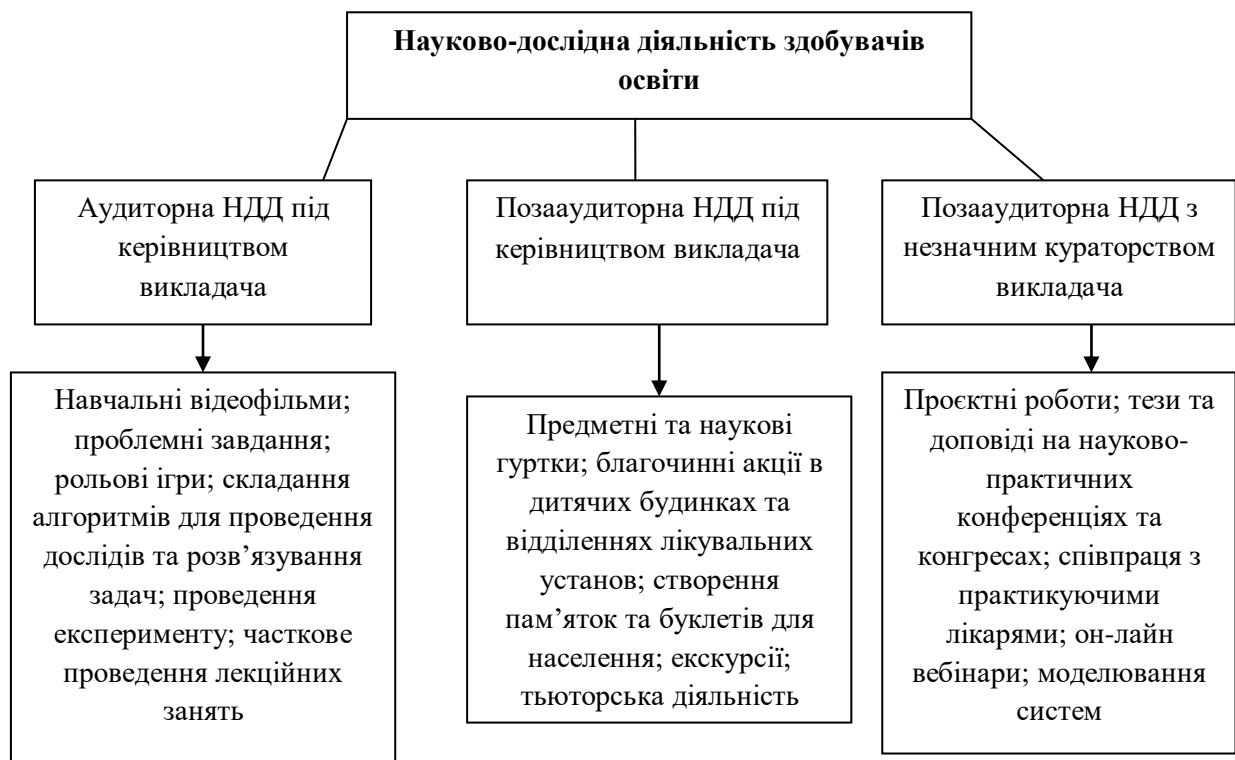 Науково-дослідна діяльність здобувачів
освіти
Аудиторна НДД під
керівництвом
викладача
Позааудиторна НДД під
керівництвом викладача
Позааудиторна НДД з
незначним кураторством
викладача
Навчальні відеофільми;
проблемні завдання;
рольові ігри; складання
алгоритмів для проведення
дослідів та розв’язування
задач; проведення
експерименту; часткове
проведення лекційних
занять
Предметні та наукові
гуртки; благочинні акції в
дитячих будинках та
відділеннях лікувальних
установ; створення
пам’яток та буклетів для
населення; екскурсії;
тьюторська діяльність
Проєктні роботи; тези та
доповіді на науково-
практичних
конференціях та
конгресах; співпраця з
практикуючими
лікарями; он-лайн
вебінари; моделювання
систем